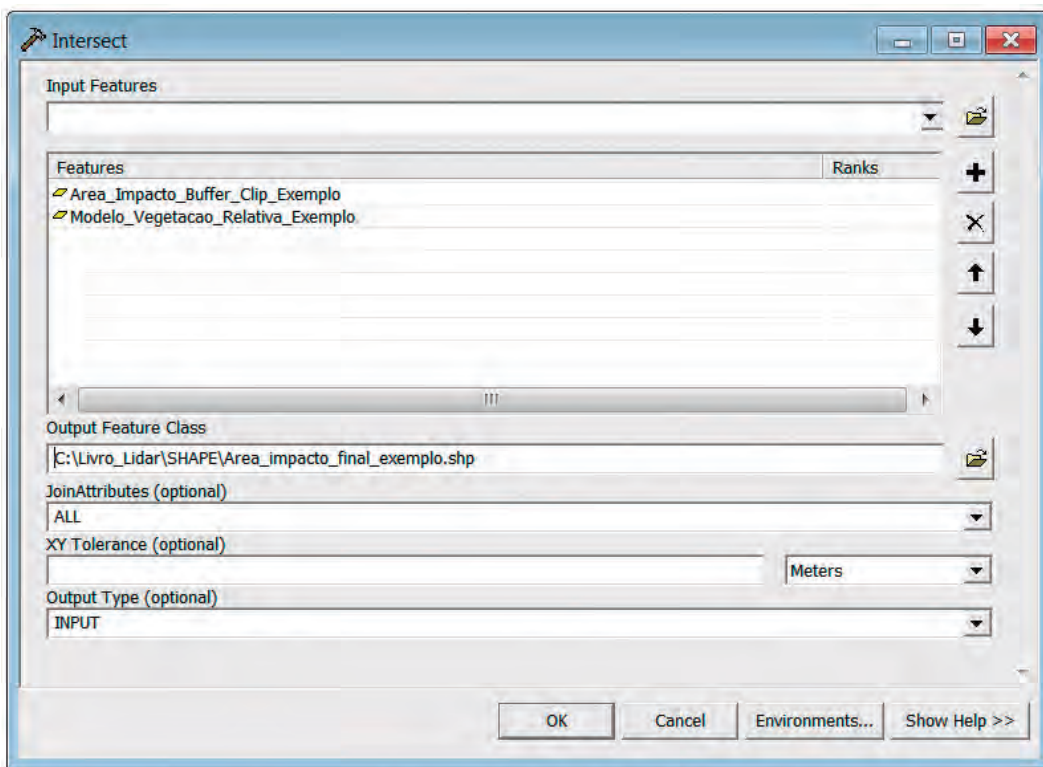 Intersect
Input Features
Features Ranks
Area_Impacto_Buffer_Clip_Exemplo
Modelo_Vegetacao_Relativa_Exemplo
Output Feature Class
C:\Livro_Lidar\SHAPE\Area_impacto_final_exemplo.shp
JoinAttributes (optional)
ALL
XY Tolerance (optional)
Meters
Output Type (optional)
INPUT
OK Cancel Environments... Show Help >>